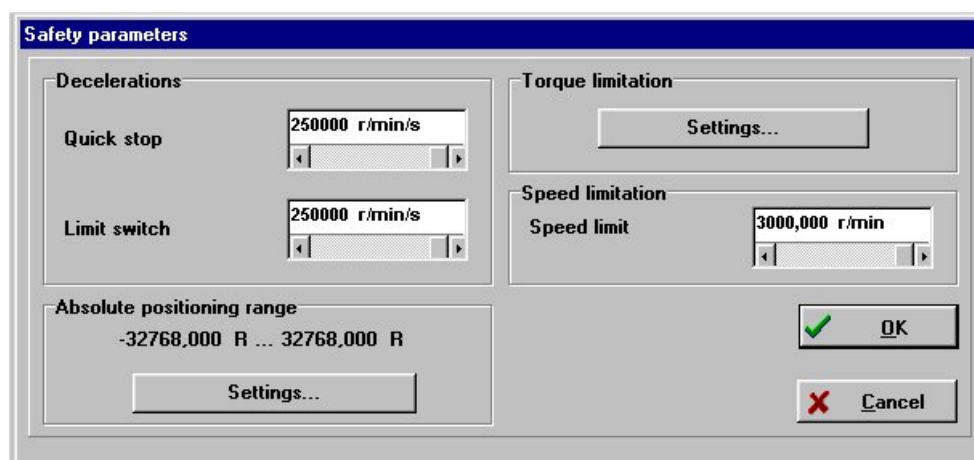 Safety parameters
Decelerations
Quick stop
250000 r/min/s
Limit switch
250000 r/min/s
Absolute positioning range
-32768,000 R ... 32768,000 R
Settings...
Torque limitation
Settings...
Speed limitation
Speed limit
3000,000 r/min
OK
Cancel